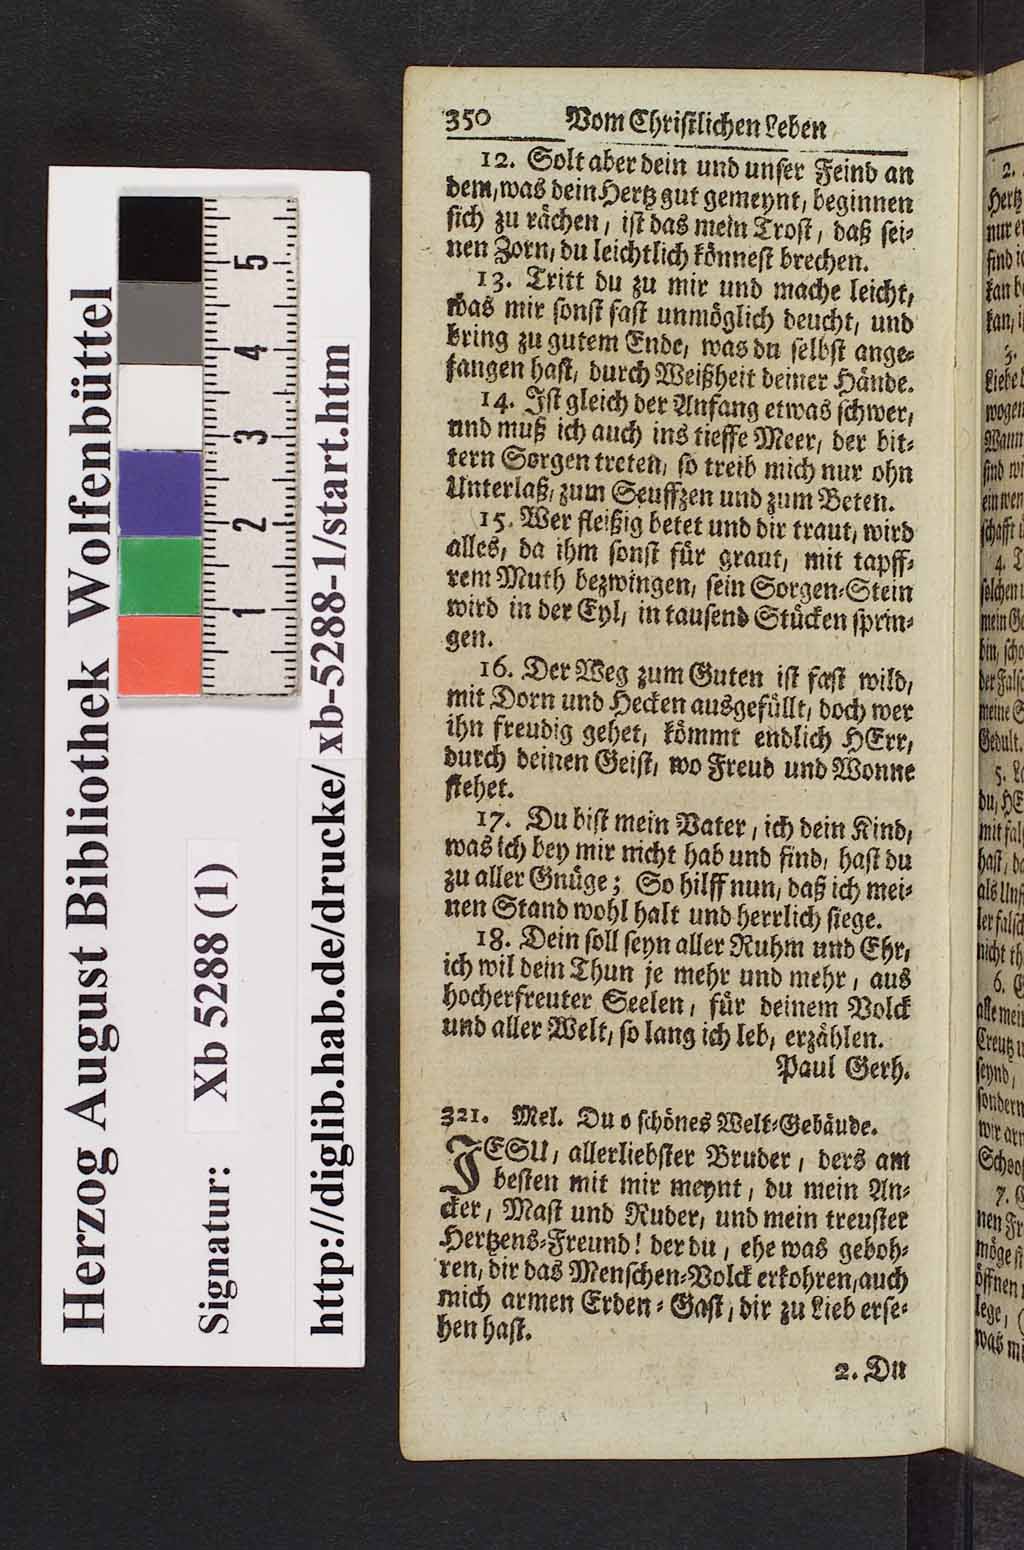 Herzog August Bibliothek Wolfenbüttel
Signatur: Xb 5288 (1)
http://diglib.hab.de/drucke/xb-5288-1/start.htm
5
4
3
2
1
350 Vom Christlichen Leben
12. Solt aber dein und unser Feind an
dem, was dein Hertz gut gemeynt, beginnen
sich zu rächen, ist das mein Trost, daß sei-
nen Zorn, du leichtlich könnest brechen.
13. Tritt du zu mir und mache leicht,
was mir sonst fast unmöglich deucht, und
bring zu gutem Ende, was du selbst ange-
fangen hast, durch Weißheit deiner Hände.
14. Ist gleich der Anfang etwas schwer,
und muß ich auch ins tieffe Meer, der bit-
tern Sorgen treten, so treib mich nur ohn
Unterlaß, zum Seuffzen und zum Beten.
15. Wer fleißig betet und dir traut, wird
alles, da ihm sonst für graut, mit tapff-
rem Muth bezwingen, sein Sorgen-Stein
wird in der Eyl, in tausend Stücken sprin-
gen.
16. Der Weg zum Guten ist fast wild,
mit Dorn und Hecken ausgefüllt, doch wer
ihn freudig gehet, kömmt endlich HErr,
durch deinen Geist, wo Freud und Wonne
stehet.
17. Du bist mein Vater, ich dein Kind,
was ich bey mir nicht hab und find, hast du
zu aller Gnüge; So hilff nun, daß ich mei-
nen Stand wohl halt und herrlich siege.
18. Dein soll seyn aller Ruhm und Ehr,
ich wil dein Thun je mehr und mehr, aus
hocherfreuter Seelen, für deinem Volck
und aller Welt, so lang ich leb, erzählen.
Paul Gerh.
321. Mel. Du o schönes Welt-Gebäude.
JESU, allerliebster Bruder, ders am
besten mit mir meynt, du mein An-
cker, Mast und Ruder, und mein treuster
Hertzens-Freund! der du, ehe was geboh-
ren, dir das Menschen-Volck erkohren, auch
mich armen Erden-Gast, dir zu Lieb erse-
hen hast.
2. Du